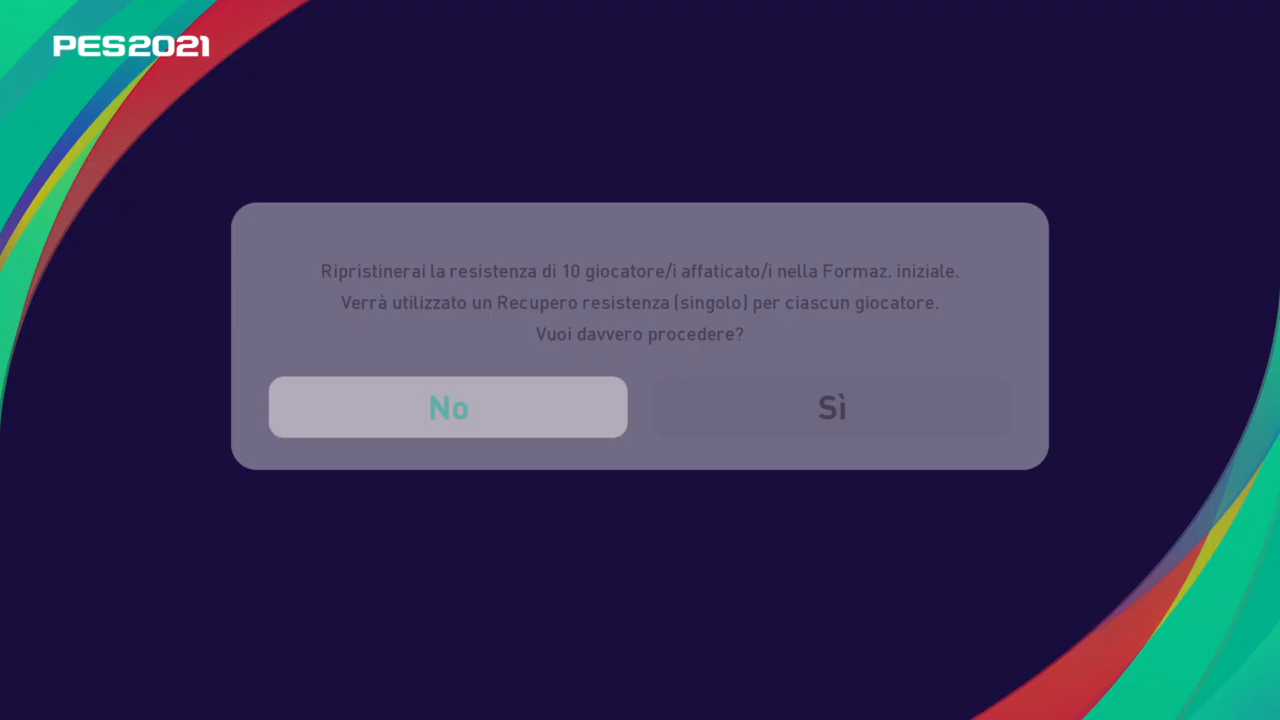 PES2021
Ripristinerai la resistenza di 10 giocatore/i affaticato/i nella Formaz. iniziale.
Verrà utilizzato un Recupero resistenza (singolo) per ciascun giocatore.
Vuoi davvero procedere?
No Sì